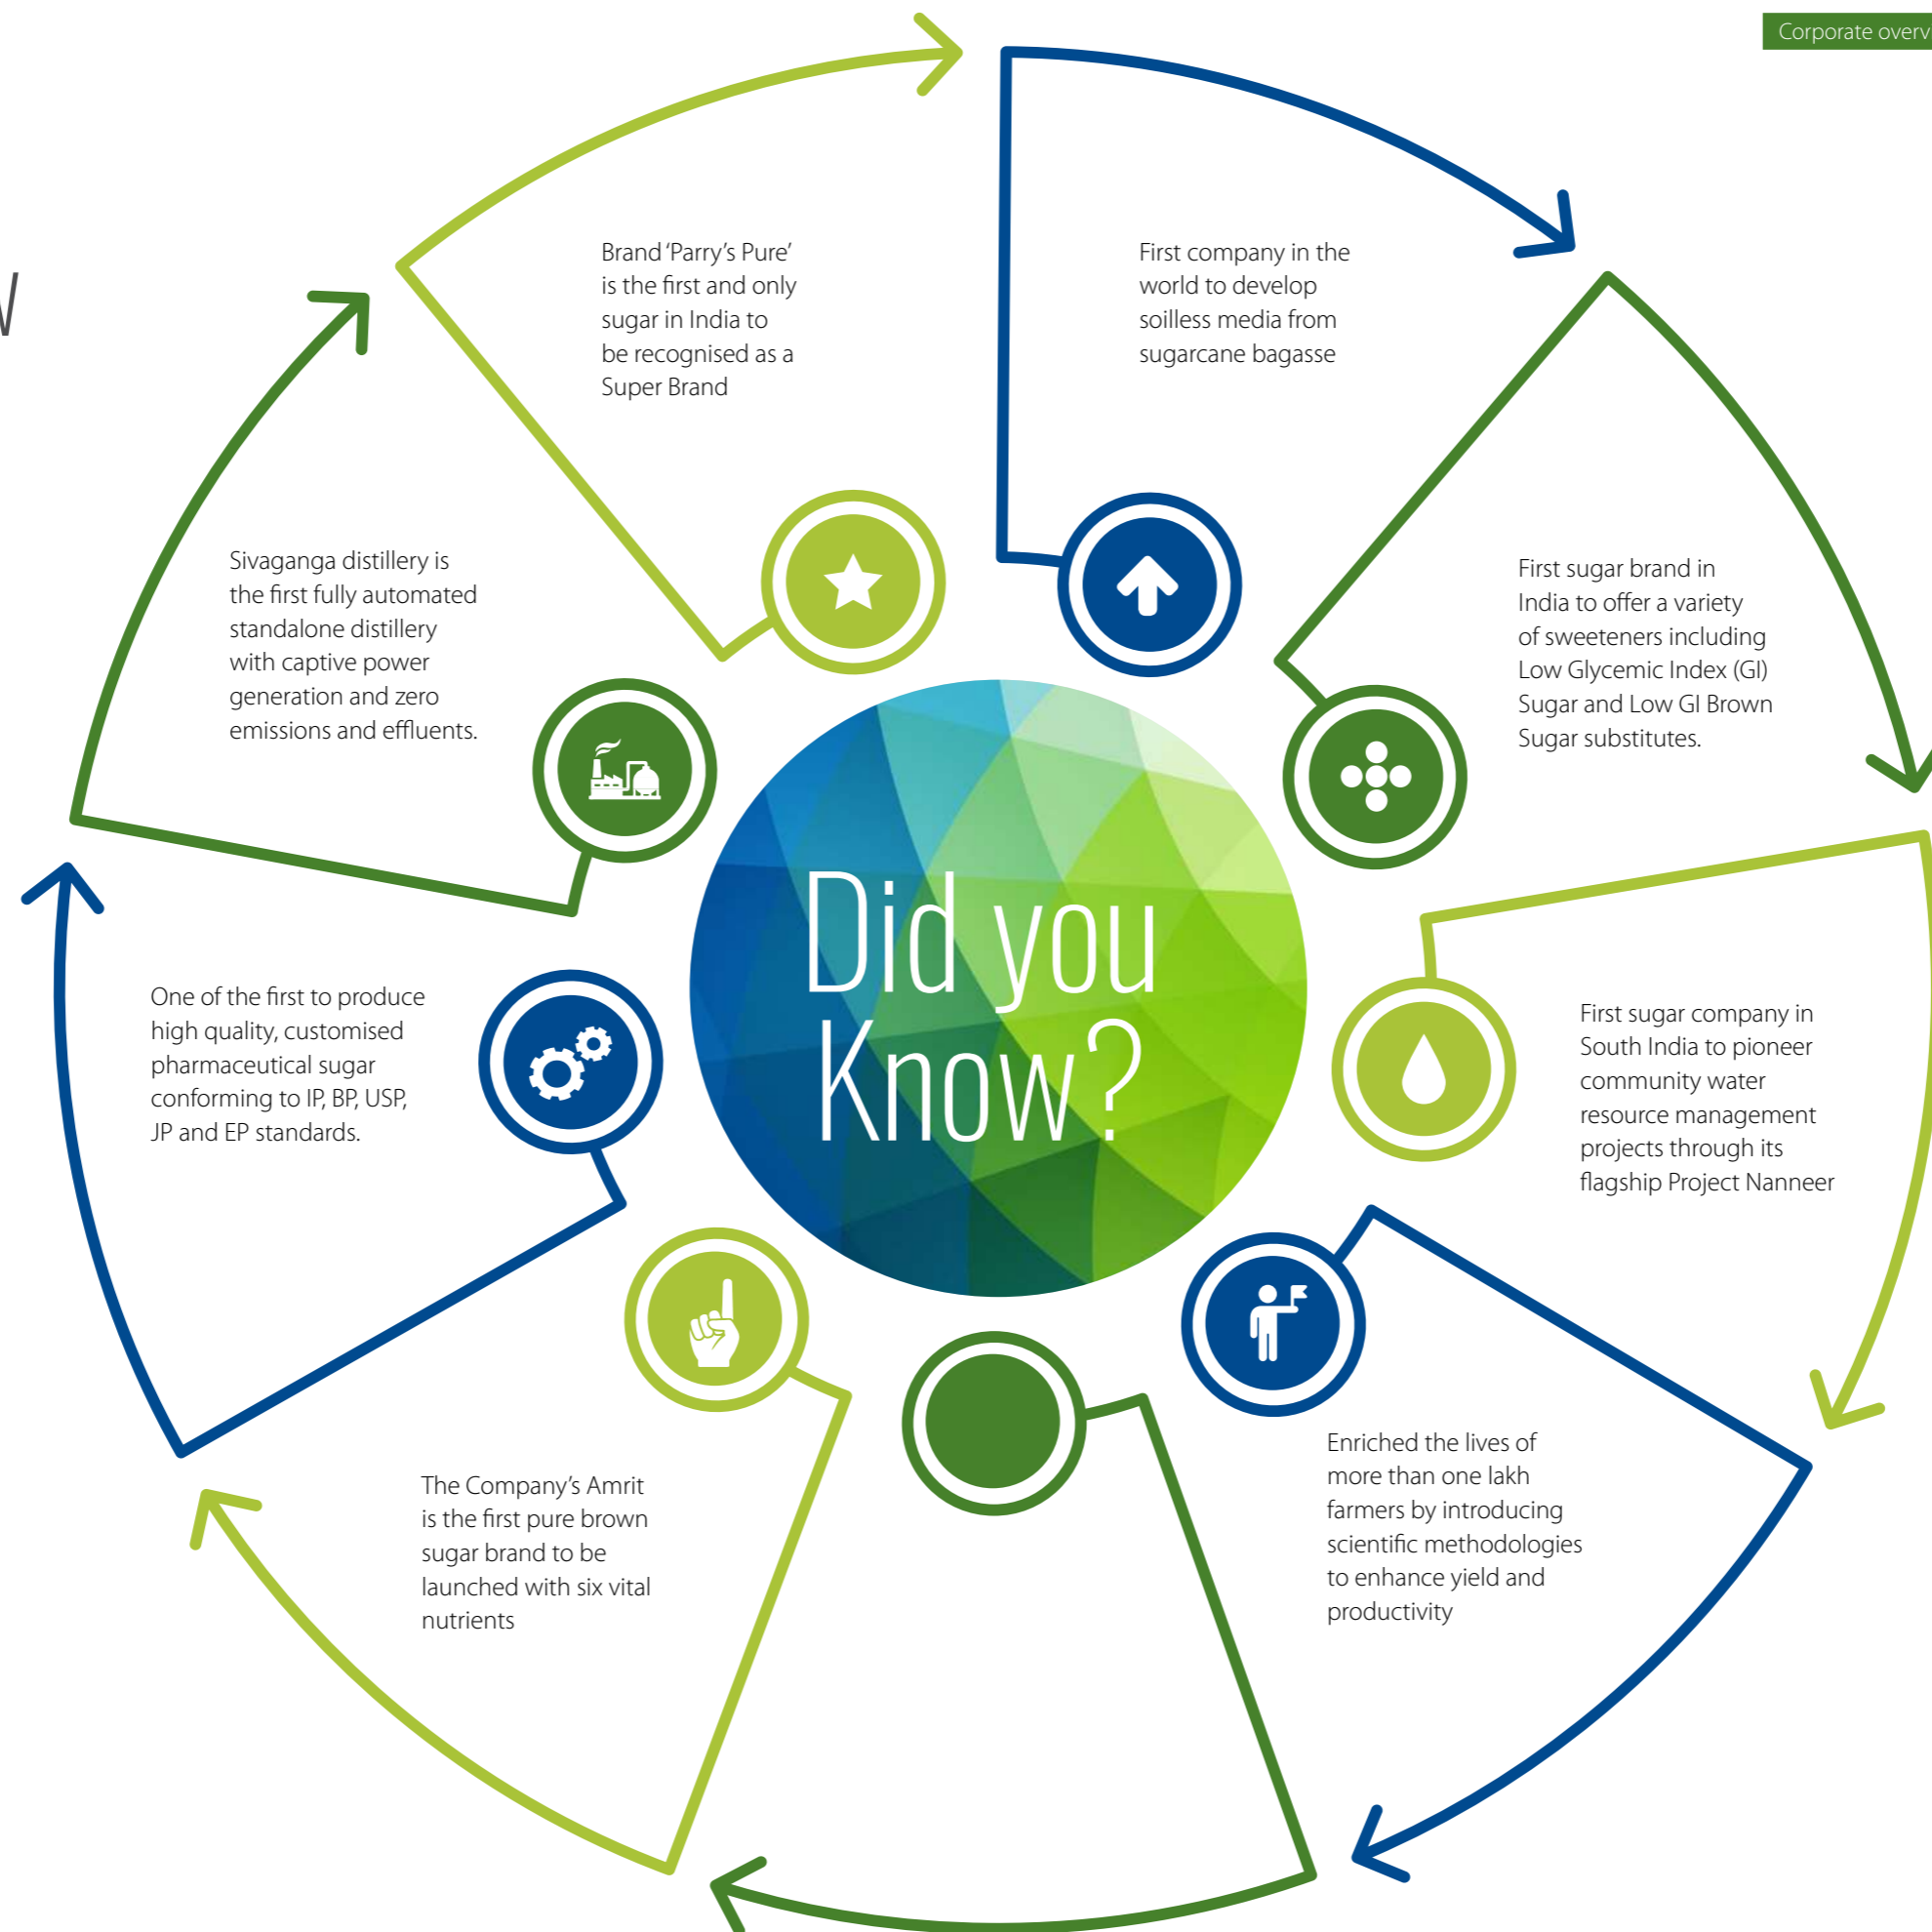 Corporate overv
W
Brand ‘Parry’s Pure’
is the first and only
sugar in India to
be recognised as a
Super Brand
First company in the
world to develop
soilless media from
sugarcane bagasse
Sivaganga distillery is
the first fully automated
standalone distillery
with captive power
generation and zero
emissions and effluents.
First sugar brand in
India to offer a variety
of sweeteners including
Low Glycemic Index (GI)
Sugar and Low GI Brown
Sugar substitutes.
Did you
Know?
One of the first to produce
high quality, customised
pharmaceutical sugar
conforming to IP, BP, USP,
JP and EP standards.
First sugar company in
South India to pioneer
community water
resource management
projects through its
flagship Project Nanneer
The Company’s Amrit
is the first pure brown
sugar brand to be
launched with six vital
nutrients
Enriched the lives of
more than one lakh
farmers by introducing
scientific methodologies
to enhance yield and
productivity